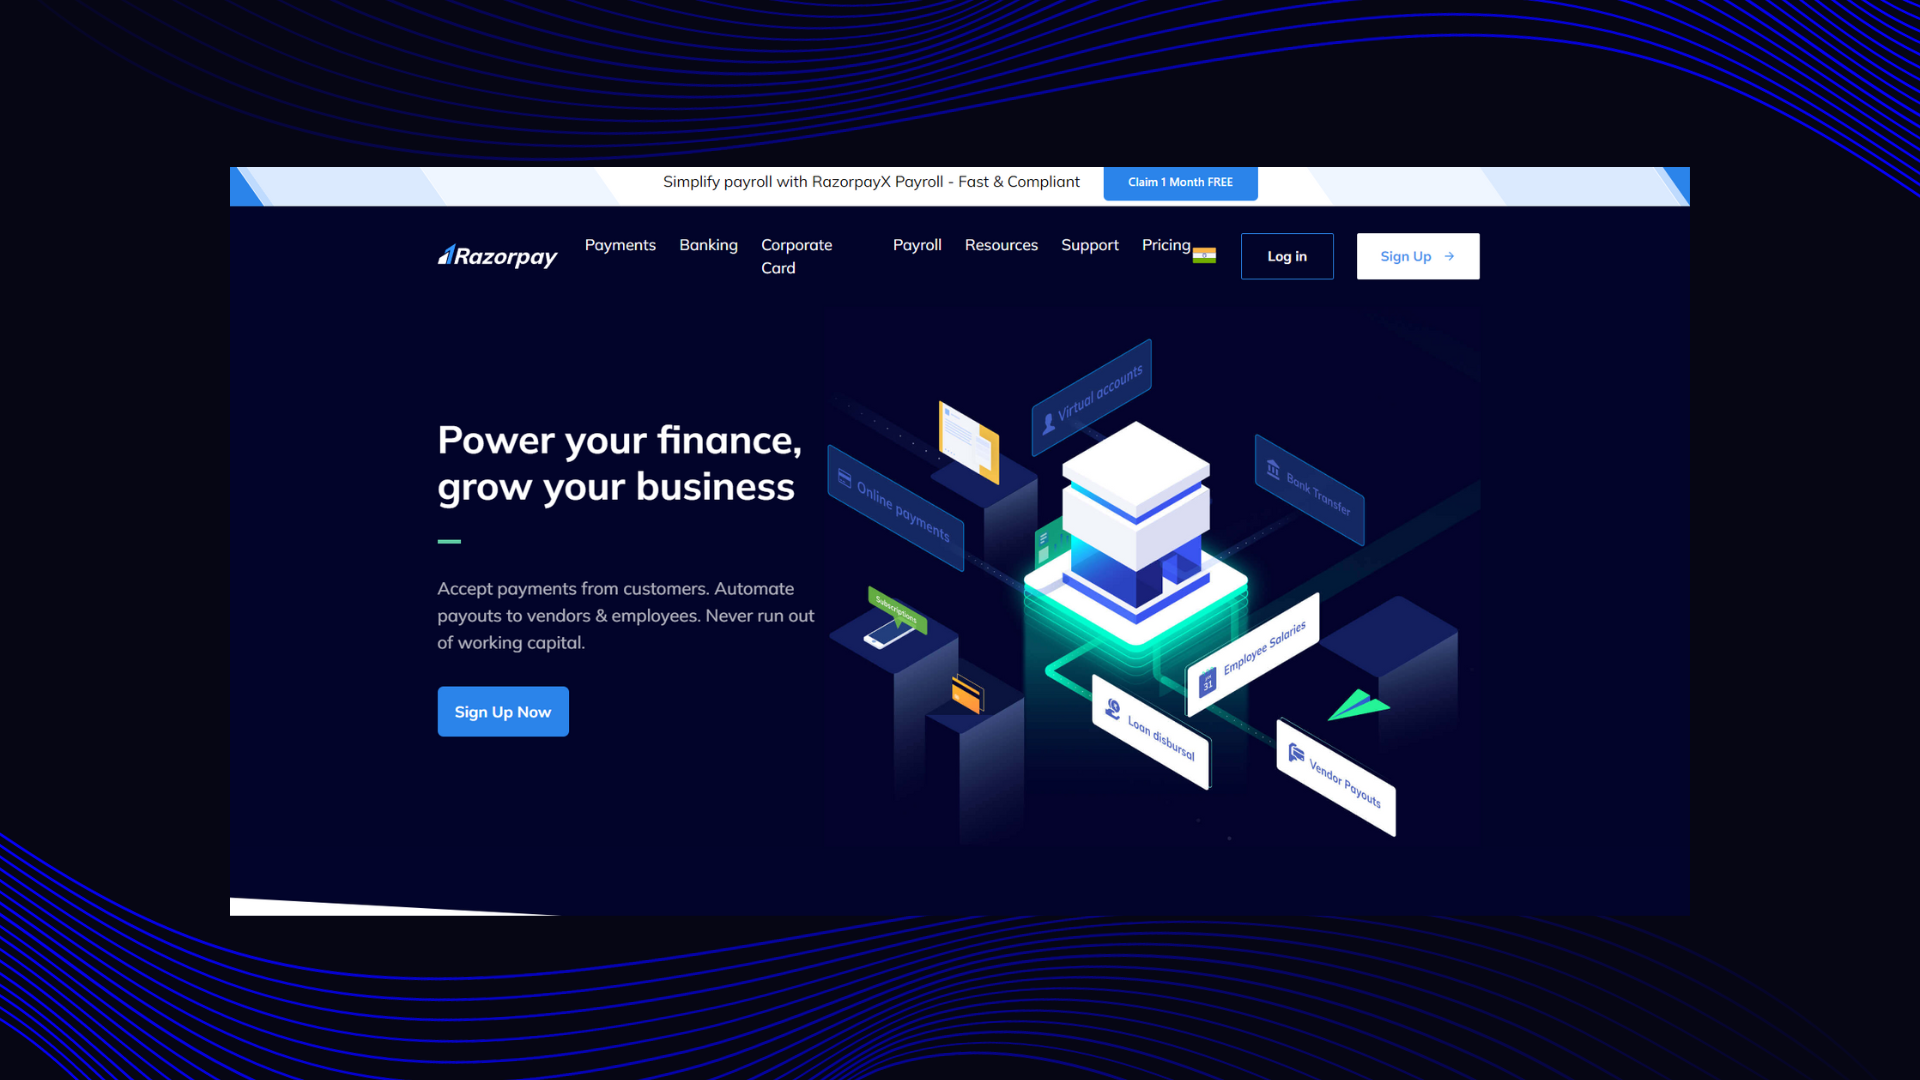 Simplify payroll with RazorpayX Payroll - Fast & Compliant
Claim 1 Month FREE
Razorpay
Payments
Banking
Corporate
Card
Payroll
Resources
Support
Pricing
Log in
Sign Up →
Power your finance,
grow your business
Accept payments from customers. Automate
payouts to vendors & employees. Never run out
of working capital.
Sign Up Now
Virtual accounts
Online payments
Bank Transfer
Subscriptions
Employee Salaries
31
Loan disbursal
Vendor Payouts